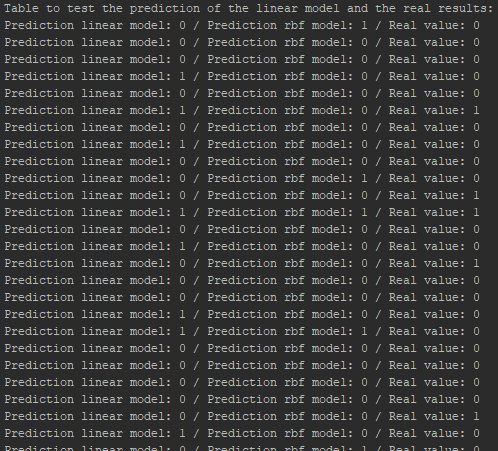 Table to test the prediction of the linear model and the real results:
Prediction linear model: 0 / Prediction rbf model: 1 / Real value: 0
Prediction linear model: 0 / Prediction rbf model: 0 / Real value: 0
Prediction linear model: 0 / Prediction rbf model: 0 / Real value: 0
Prediction linear model: 1 / Prediction rbf model: 0 / Real value: 0
Prediction linear model: 0 / Prediction rbf model: 0 / Real value: 0
Prediction linear model: 1 / Prediction rbf model: 0 / Real value: 1
Prediction linear model: 0 / Prediction rbf model: 0 / Real value: 0
Prediction linear model: 1 / Prediction rbf model: 0 / Real value: 0
Prediction linear model: 0 / Prediction rbf model: 0 / Real value: 0
Prediction linear model: 0 / Prediction rbf model: 1 / Real value: 0
Prediction linear model: 0 / Prediction rbf model: 0 / Real value: 1
Prediction linear model: 1 / Prediction rbf model: 1 / Real value: 1
Prediction linear model: 0 / Prediction rbf model: 0 / Real value: 0
Prediction linear model: 1 / Prediction rbf model: 0 / Real value: 0
Prediction linear model: 0 / Prediction rbf model: 0 / Real value: 1
Prediction linear model: 0 / Prediction rbf model: 0 / Real value: 0
Prediction linear model: 0 / Prediction rbf model: 0 / Real value: 0
Prediction linear model: 1 / Prediction rbf model: 0 / Real value: 0
Prediction linear model: 1 / Prediction rbf model: 1 / Real value: 0
Prediction linear model: 0 / Prediction rbf model: 0 / Real value: 0
Prediction linear model: 0 / Prediction rbf model: 0 / Real value: 0
Prediction linear model: 0 / Prediction rbf model: 0 / Real value: 0
Prediction linear model: 0 / Prediction rbf model: 0 / Real value: 0
Prediction linear model: 0 / Prediction rbf model: 0 / Real value: 1
Prediction linear model: 1 / Prediction rbf model: 0 / Real value: 0